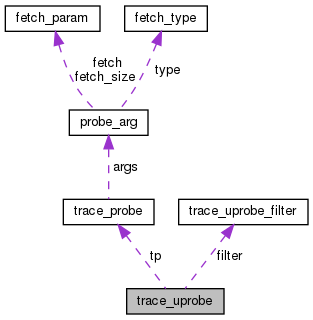 fetch_param
fetch_type
fetch
fetch_size
type
probe_arg
args
trace_probe
trace_uprobe_filter
tp
filter
trace_uprobe